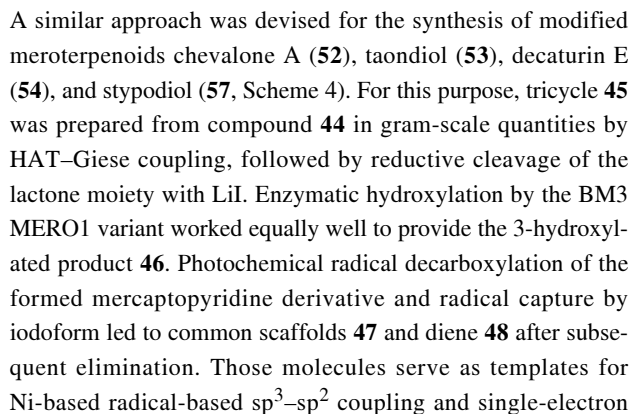 A similar approach was devised for the synthesis of modified
meroterpenoids chevalone A (52), taondiol (53), decaturin E
(54), and stypodiol (57, Scheme 4). For this purpose, tricycle 45
was prepared from compound 44 in gram-scale quantities by
HAT–Giese coupling, followed by reductive cleavage of the
lactone moiety with LiI. Enzymatic hydroxylation by the BM3
MERO1 variant worked equally well to provide the 3-hydroxyl-
ated product 46. Photochemical radical decarboxylation of the
formed mercaptopyridine derivative and radical capture by
iodoform led to common scaffolds 47 and diene 48 after subse-
quent elimination. Those molecules serve as templates for
Ni-based radical-based sp3–sp2 coupling and single-electron